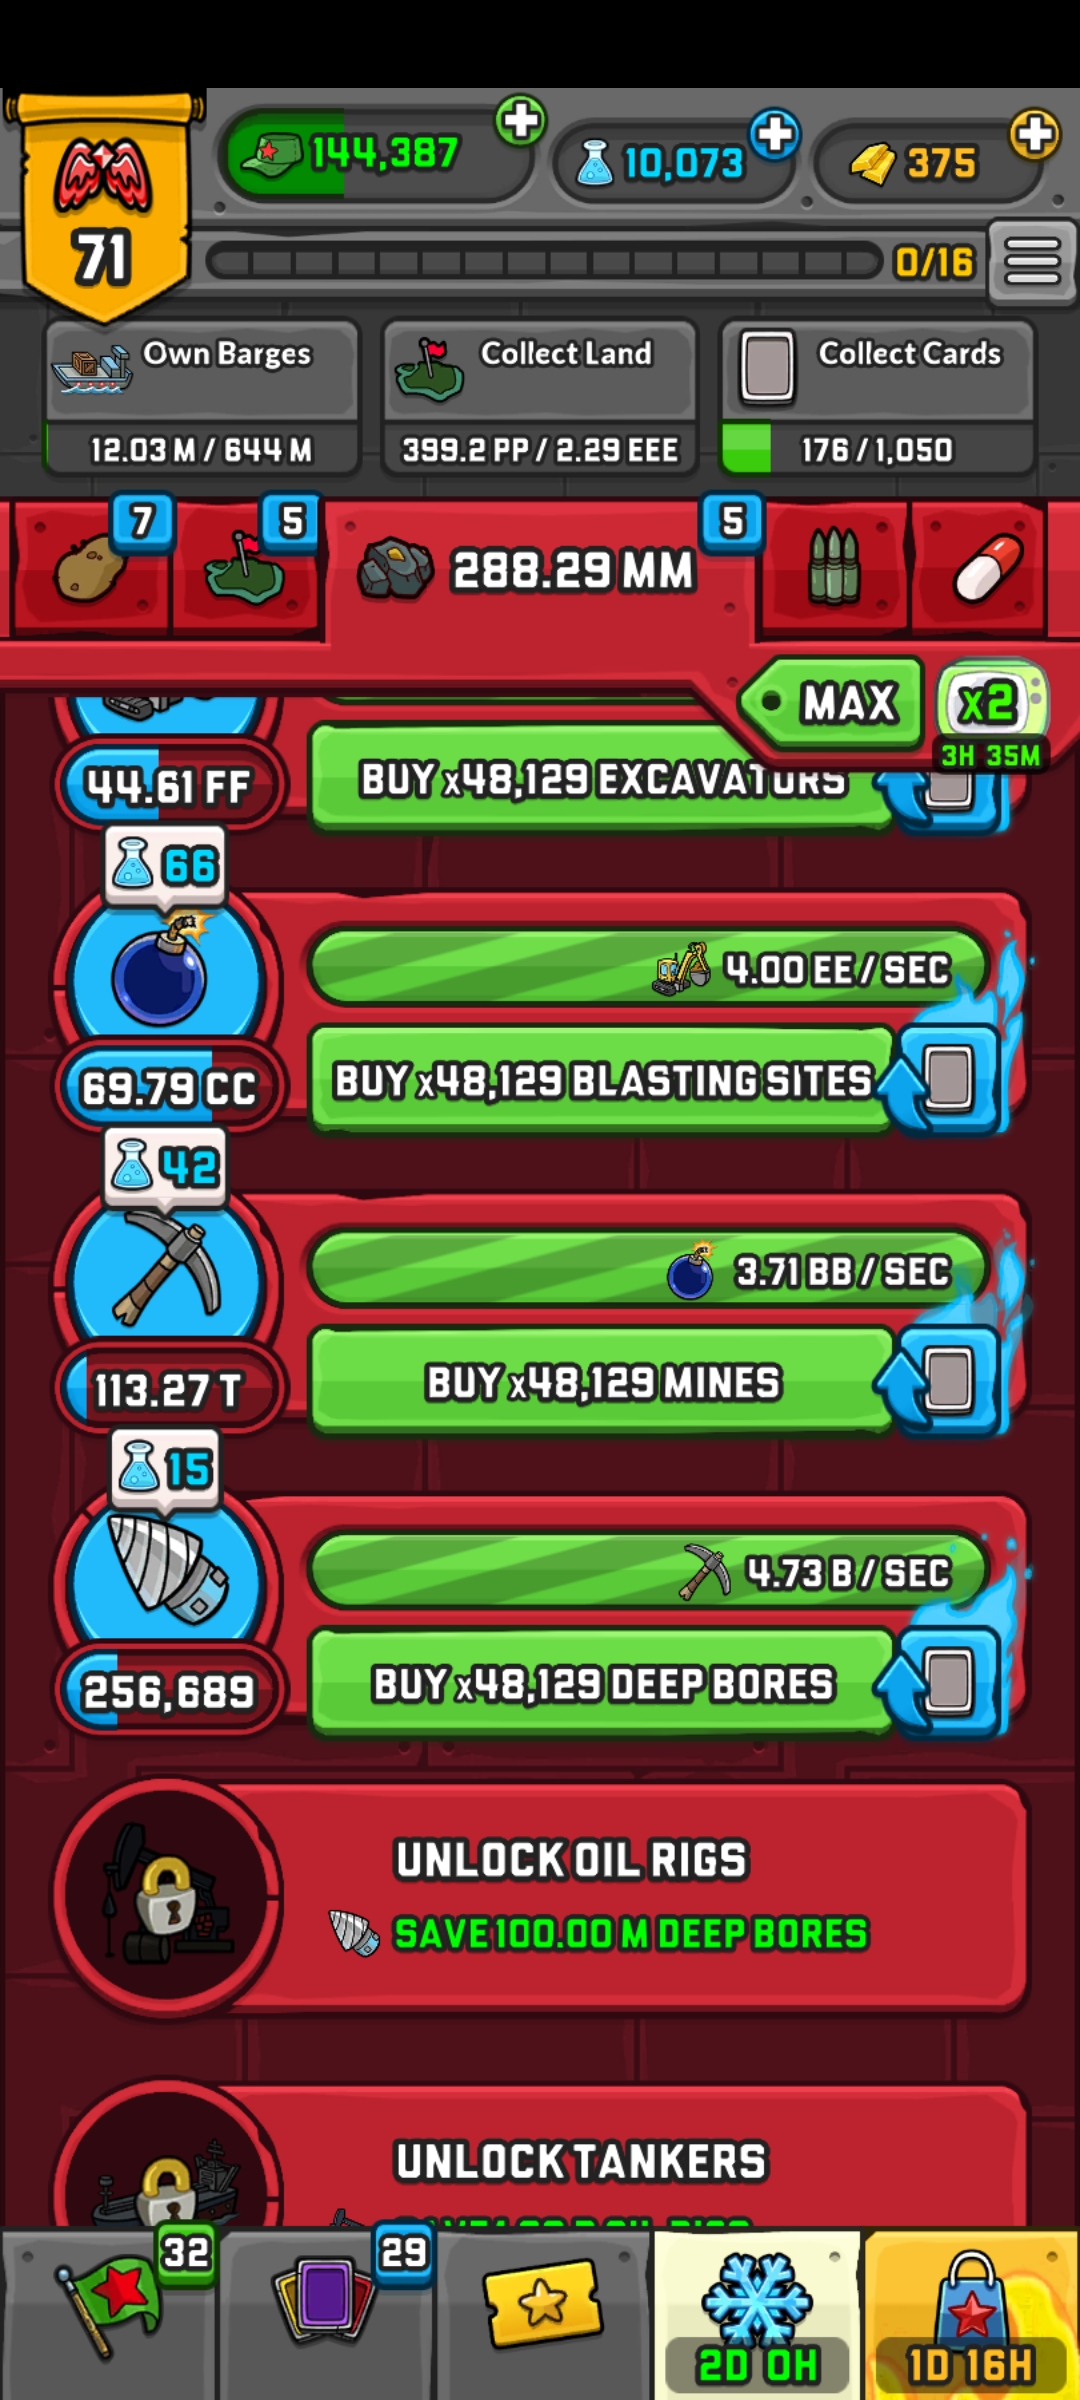 144,387
10,073
375
71
0/16
Own Barges
12.03 M / 644 M
Collect Land
399.2 PP / 2.29 EEE
Collect Cards
176 / 1,050
7
5
288.29 MM
5
MAX
x2
3H 35M
44.61 FF
BUY x48,129 EXCAVATORS
66
4.00 EE / SEC
69.79 CC
BUY x48,129 BLASTING SITES
42
3.71 BB / SEC
113.27 T
BUY x48,129 MINES
15
4.73 B / SEC
256,689
BUY x48,129 DEEP BORES
UNLOCK OIL RIGS
SAVE 100.00 M DEEP BORES
UNLOCK TANKERS
32
29
2D 0H
1D 16H